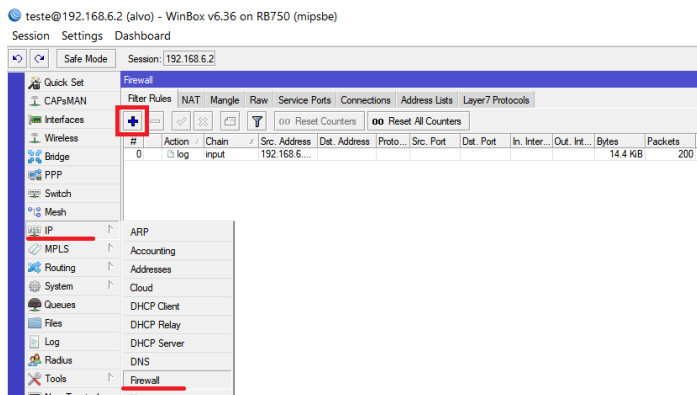 teste@192.168.6.2 (alvo) - WinBox v6.36 on RB750 (mipsbe)
Session Settings Dashboard
Safe Mode Session: 192.168.6.2
Quick Set
CAPsMAN
Interfaces
Wireless
Bridge
PPP
Switch
Mesh
IP
MPLS
Routing
System
Queues
Files
Log
Radius
Tools
Firewall
Filter Rules NAT Mangle Raw Service Ports Connections Address Lists Layer7 Protocols
00 Reset Counters 00 Reset All Counters
# Action Chain Src. Address Dst. Address Proto... Src. Port Dst. Port In. Inter... Out. Int... Bytes Packets
0 log input 192.168.6.... 14.4 KiB 200
ARP
Accounting
Addresses
Cloud
DHCP Client
DHCP Relay
DHCP Server
DNS
Firewall